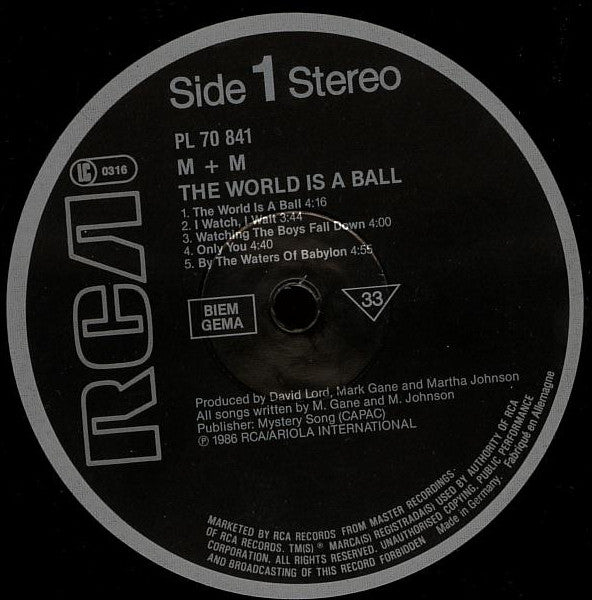 Side 1 Stereo
PL 70 841
LC 0316
M + M
THE WORLD IS A BALL
1. The World Is A Ball 4:16
2. I Watch, I Wait 3:44
3. Watching The Boys Fall Down 4:00
4. Only You 4:40
5. By The Waters Of Babylon 4:55
RCA
BIEM
GEMA
33
Produced by David Lord, Mark Gane and Martha Johnson
All songs written by M. Gane and M. Johnson
Publisher: Mystery Song (CAPAC)
℗ 1986 RCA/ARIOLA INTERNATIONAL
MARKETED BY RCA RECORDS FROM MASTER RECORDINGS
OF RCA RECORDS. TM(S) ® MARCA(S) REGISTRADA(S) USED BY AUTHORITY OF RCA
CORPORATION. ALL RIGHTS RESERVED. UNAUTHORISED COPYING, PUBLIC PERFORMANCE
AND BROADCASTING OF THIS RECORD FORBIDDEN
Made in Germany. Fabriqué en Allemagne